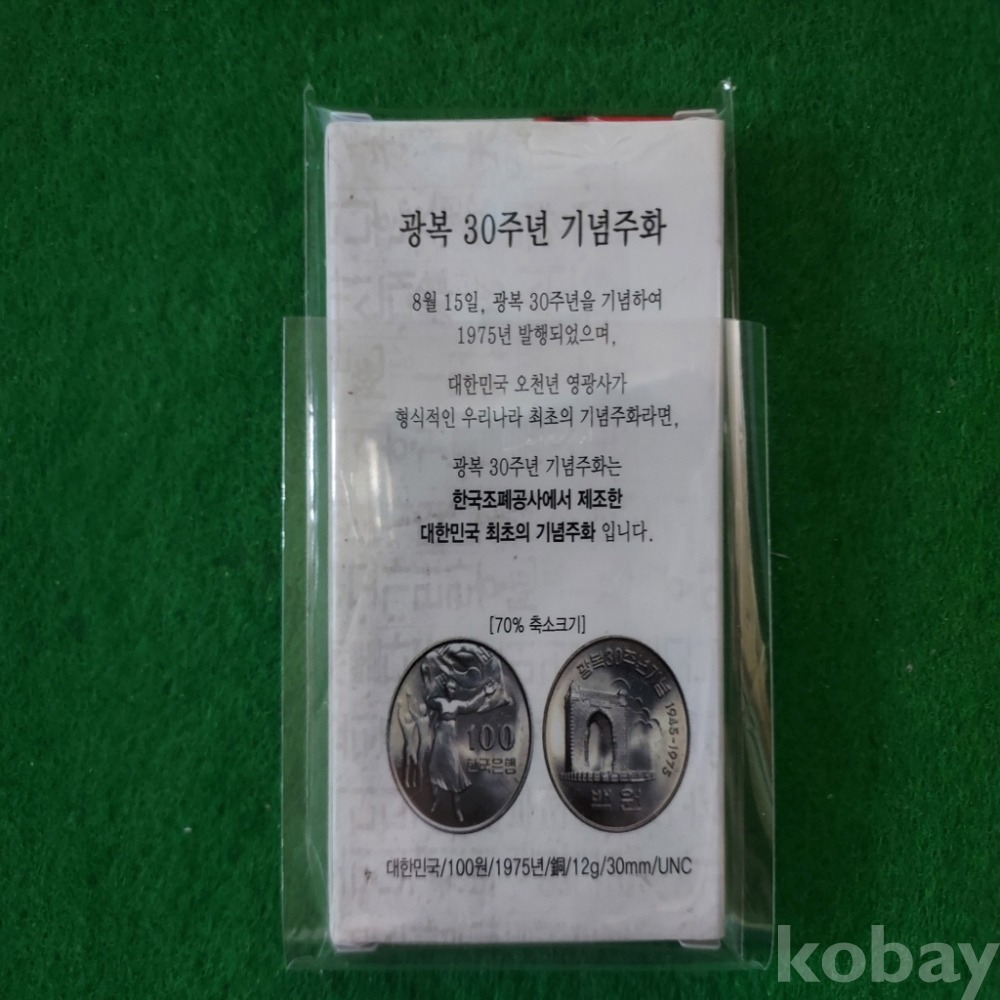 광복 30주년 기념주화
8월 15일, 광복 30주년을 기념하여
1975년 발행되었으며,
대한민국 오천년 영광사가
형식적인 우리나라 최초의 기념주화라면,
광복 30주년 기념주화는
한국조폐공사에서 제조한
대한민국 최초의 기념주화 입니다.
[70% 축소크기]
100
한국은행
광복30주년기념 1945-1975
백원
대한민국/100원/1975년/銅/12g/30mm/UNC
kobay